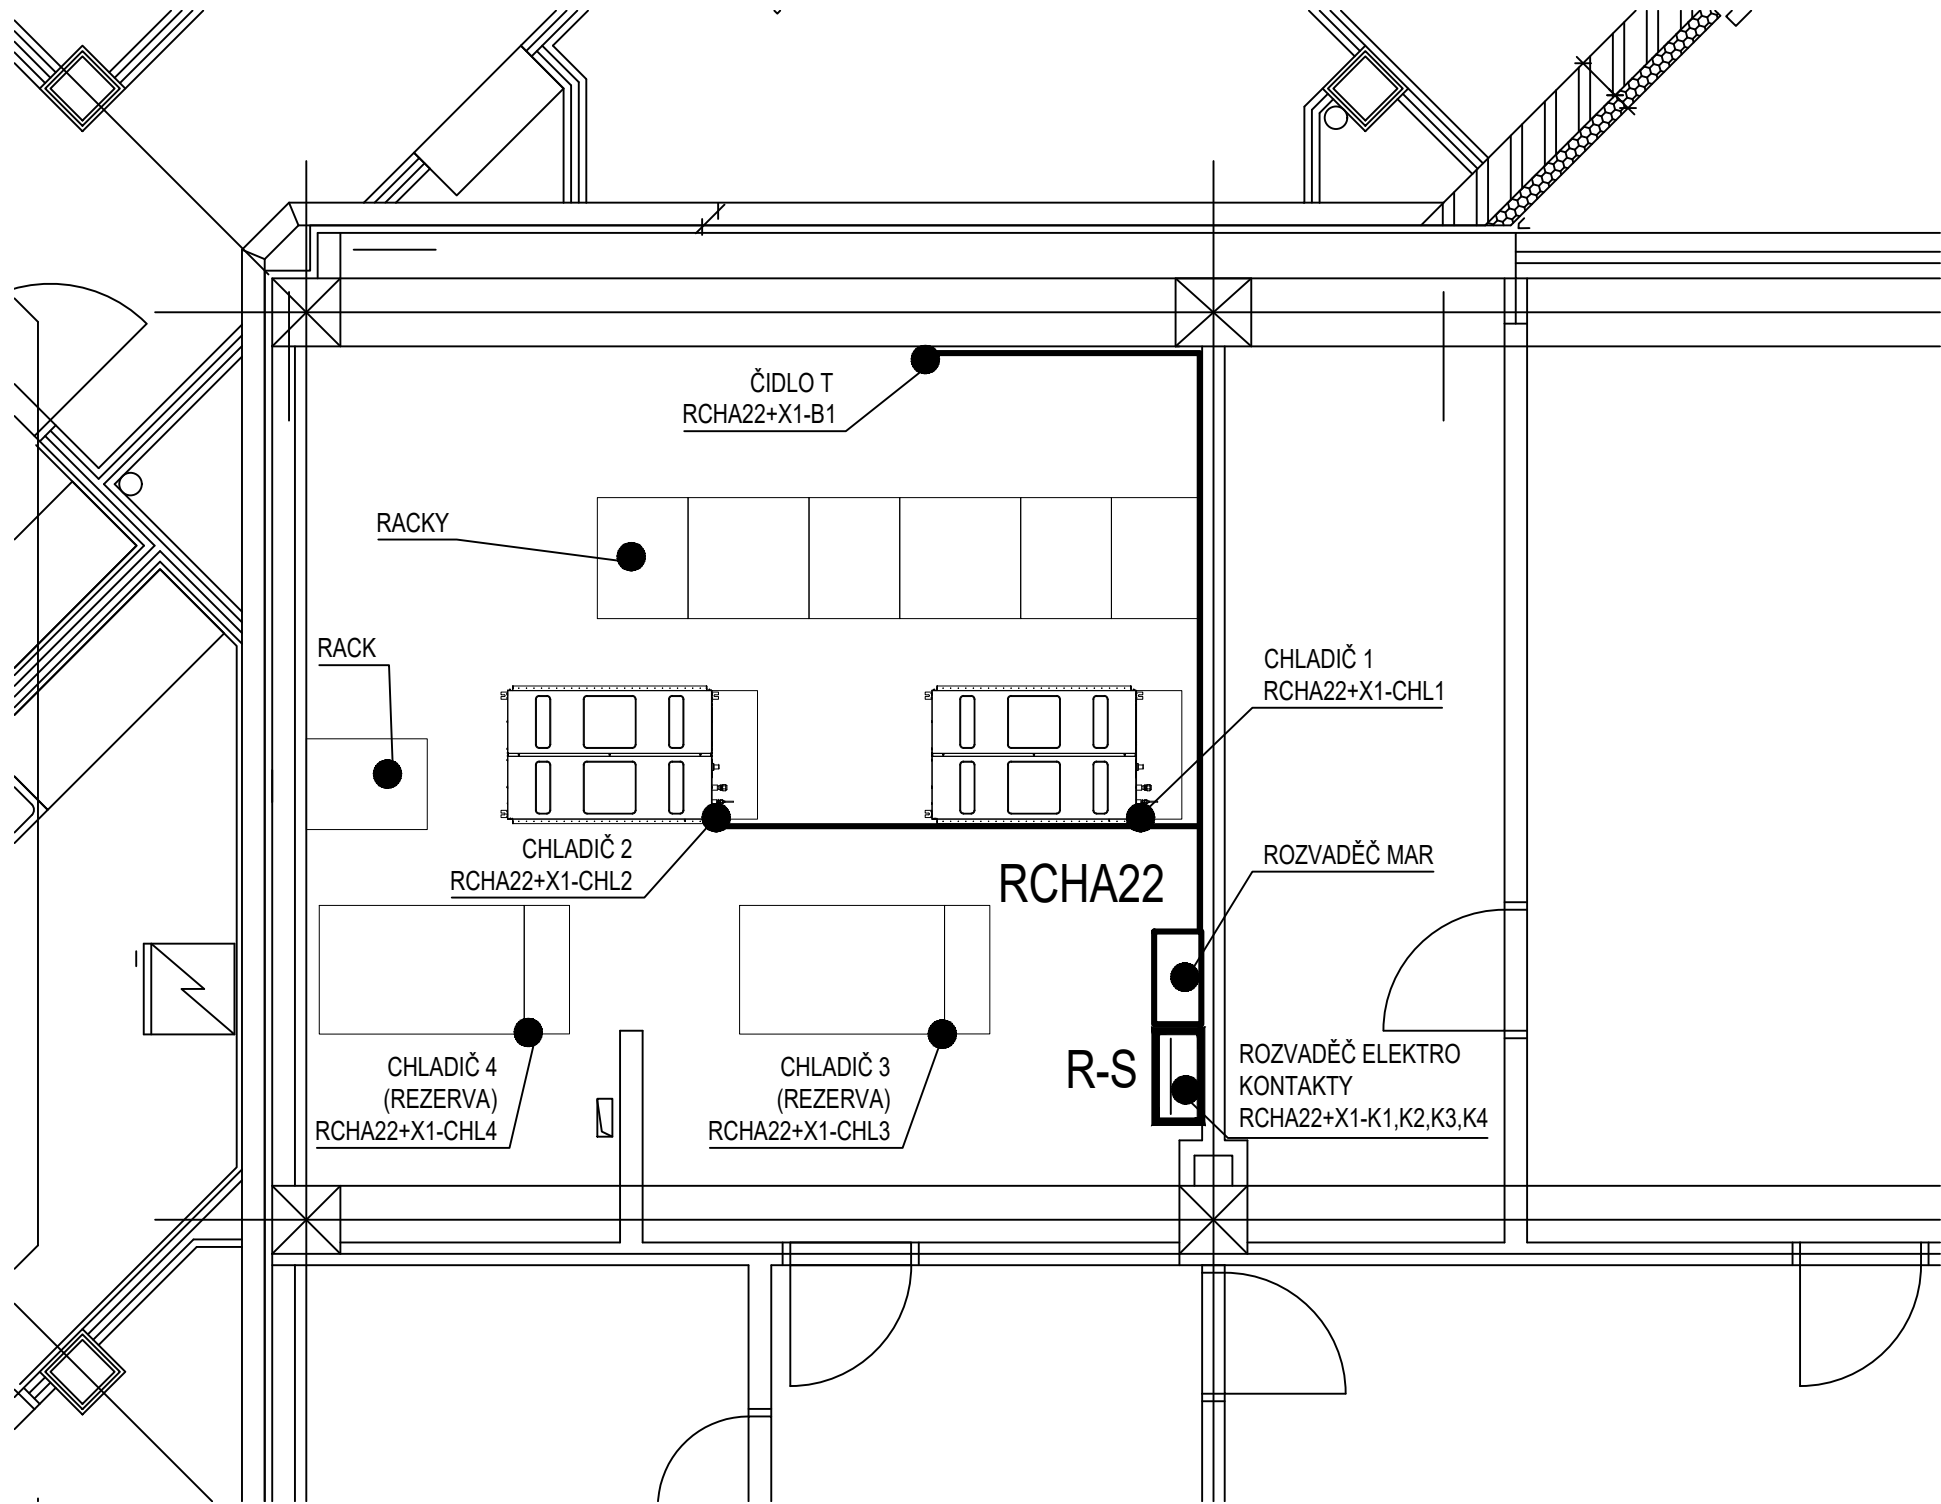 ČIDLO T
RCHA22+X1-B1
RACKY
RACK
CHLADIČ 1
RCHA22+X1-CHL1
CHLADIČ 2
RCHA22+X1-CHL2
RCHA22
ROZVADĚČ MAR
R-S
ROZVADĚČ ELEKTRO
KONTAKTY
RCHA22+X1-K1,K2,K3,K4
CHLADIČ 4
(REZERVA)
RCHA22+X1-CHL4
CHLADIČ 3
(REZERVA)
RCHA22+X1-CHL3